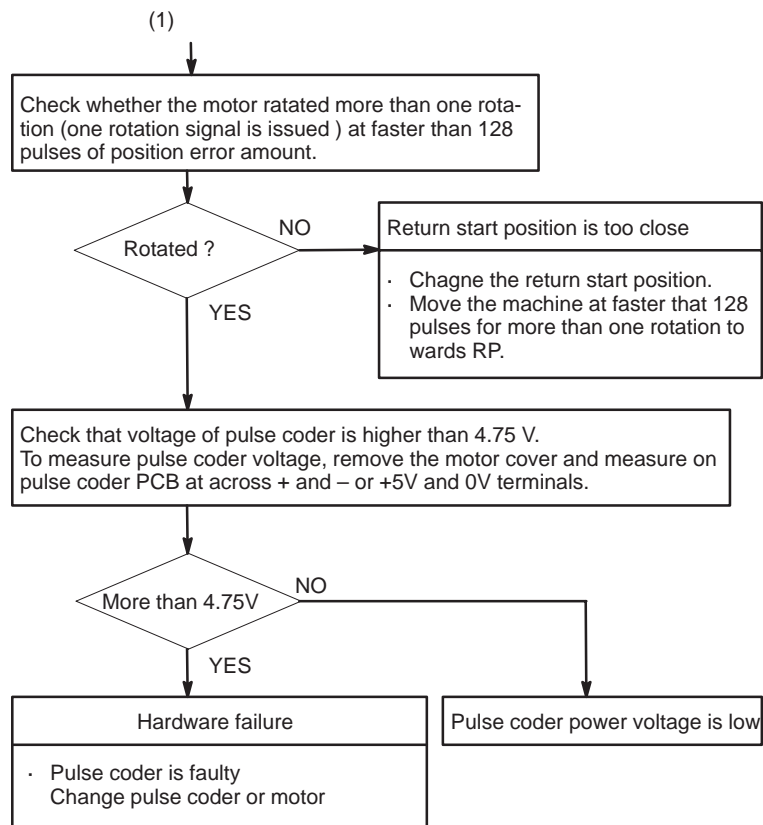 (1)
Check whether the motor ratated more than one rota-
tion (one rotation signal is issued ) at faster than 128
pulses of position error amount.
Rotated ?
NO
Return start position is too close
· Chagne the return start position.
· Move the machine at faster that 128
pulses for more than one rotation to
wards RP.
YES
Check that voltage of pulse coder is higher than 4.75 V.
To measure pulse coder voltage, remove the motor cover and measure on
pulse coder PCB at across + and – or +5V and 0V terminals.
More than 4.75V
NO
YES
Hardware failure
· Pulse coder is faulty
Change pulse coder or motor
Pulse coder power voltage is low